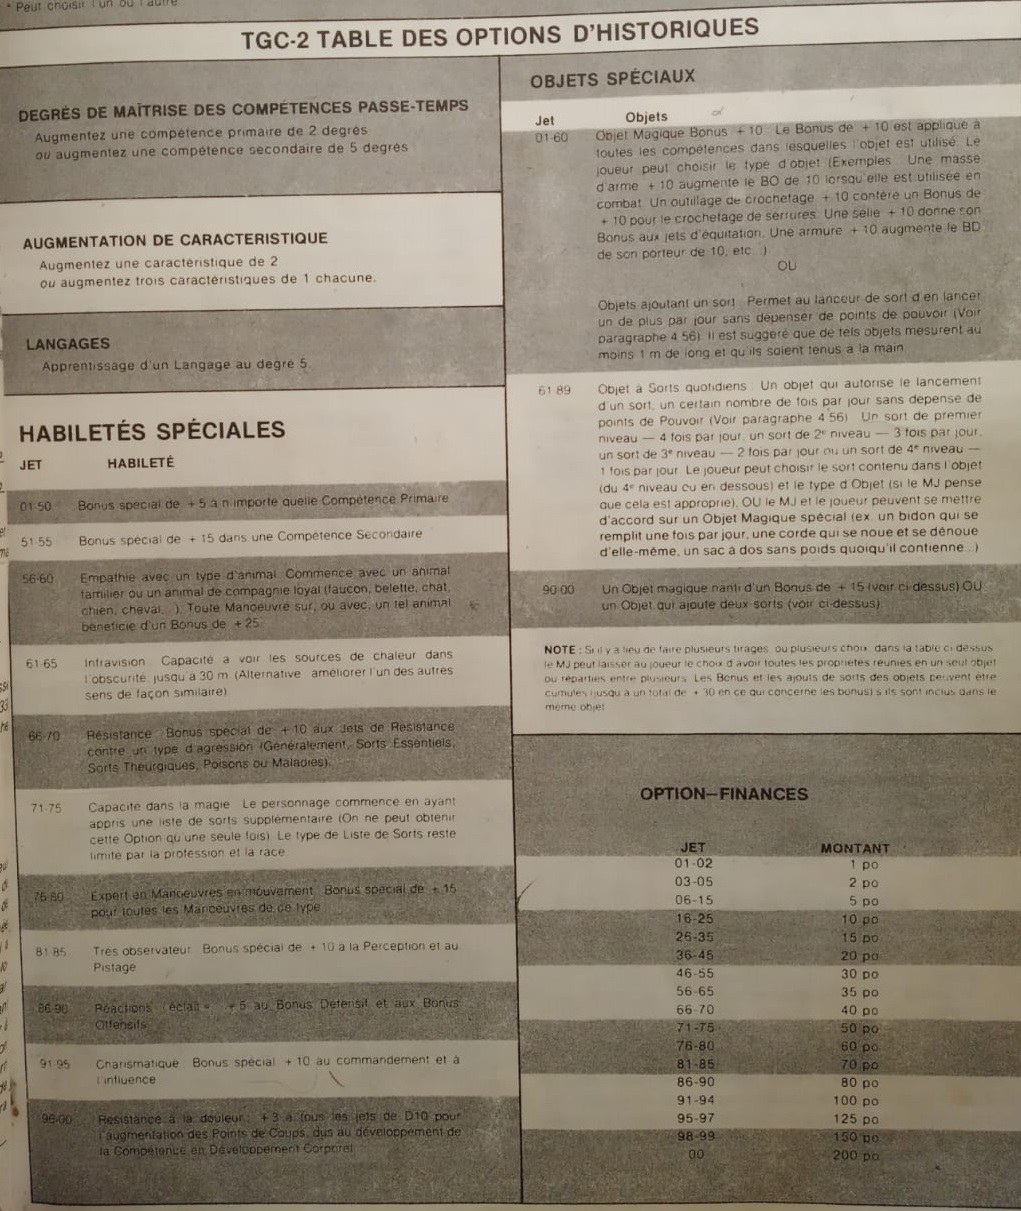 * Peut choisir l'un ou l'autre
TGC-2 TABLE DES OPTIONS D'HISTORIQUES
DEGRÉS DE MAÎTRISE DES COMPÉTENCES PASSE-TEMPS
Augmentez une compétence primaire de 2 degrés
ou augmentez une compétence secondaire de 5 degrés
AUGMENTATION DE CARACTERISTIQUE
Augmentez une caractéristique de 2
ou augmentez trois caractéristiques de 1 chacune.
LANGAGES
Apprentissage d'un Langage au degré 5.
HABILETÉS SPÉCIALES
JET HABILETÉ
01-50 Bonus spécial de +5 à n'importe quelle Compétence Primaire
51-55 Bonus spécial de +15 dans une Compétence Secondaire
56-60 Empathie avec un type d'animal. Commence avec un animal
familier ou un animal de compagnie loyal (faucon, belette, chat,
chien, cheval...). Toute Manoeuvre sur, ou avec, un tel animal
bénéficie d'un Bonus de +25
61-65 Infravision. Capacité à voir les sources de chaleur dans
l'obscurité, jusqu'à 30 m (Alternative : améliorer l'un des autres
sens de façon similaire)
66-70 Résistance : Bonus spécial de +10 aux Jets de Résistance
contre un type d'agression (Généralement, Sorts Essentiels,
Sorts Théurgiques, Poisons ou Maladies)
71-75 Capacité dans la magie : Le personnage commence en ayant
appris une liste de sorts supplémentaire (On ne peut obtenir
cette Option qu'une seule fois). Le type de Liste de Sorts reste
limité par la profession et la race
76-80 Expert en Manoeuvres en mouvement : Bonus spécial de +15
pour toutes les Manoeuvres de ce type
81-85 Très observateur : Bonus spécial de +10 à la Perception et au
Pistage
86-90 Réactions « éclair » : +5 au Bonus Défensif et aux Bonus
Offensifs
91-95 Charismatique : Bonus spécial +10 au commandement et à
l'influence
96-00 Résistance à la douleur : +3 à tous les jets de D10 pour
l'augmentation des Points de Coups, dus au développement de
la Compétence en Développement Corporel
OBJETS SPÉCIAUX
Jet Objets
01-60 Objet Magique Bonus +10 : Le Bonus de +10 est appliqué à
toutes les compétences dans lesquelles l'objet est utilisé. Le
joueur peut choisir le type d'objet (Exemples : Une masse
d'arme +10 augmente le BO de 10 lorsqu'elle est utilisée en
combat. Un outillage de crochetage +10 confère un Bonus de
+10 pour le crochetage de serrures. Une selle +10 donne son
Bonus aux jets d'équitation. Une armure +10 augmente le BD
de son porteur de 10, etc...)
OU
Objets ajoutant un sort : Permet au lanceur de sort d'en lancer
un de plus par jour sans dépenser de points de pouvoir (Voir
paragraphe 4.56). Il est suggéré que de tels objets mesurent au
moins 1 m de long et qu'ils soient tenus à la main
61-89 Objet à Sorts quotidiens : Un objet qui autorise le lancement
d'un sort, un certain nombre de fois par jour sans dépense de
points de Pouvoir (Voir paragraphe 4.56). Un sort de premier
niveau — 4 fois par jour, un sort de 2e niveau — 3 fois par jour,
un sort de 3e niveau — 2 fois par jour ou un sort de 4e niveau —
1 fois par jour. Le joueur peut choisir le sort contenu dans l'objet
(du 4e niveau ou en dessous) et le type d'Objet (si le MJ pense
que cela est approprié), OU le MJ et le joueur peuvent se mettre
d'accord sur un Objet Magique spécial (ex. un bidon qui se
remplit une fois par jour, une corde qui se noue et se dénoue
d'elle-même, un sac à dos sans poids quoiqu'il contienne...)
90-00 Un Objet magique nanti d'un Bonus de +15 (voir ci-dessus) OU
un Objet qui ajoute deux sorts (voir ci-dessus)
NOTE : Si il y a lieu de faire plusieurs tirages, ou plusieurs choix, dans la table ci-dessus
le MJ peut laisser au joueur le choix d'avoir toutes les propriétés réunies en un seul objet
ou réparties entre plusieurs. Les Bonus et les ajouts de sorts des objets peuvent être
cumulés (jusqu'à un total de +30 en ce qui concerne les bonus) s'ils sont inclus dans le
même objet
OPTION–FINANCES
JET MONTANT
01-02 1 po
03-05 2 po
06-15 5 po
16-25 10 po
26-35 15 po
36-45 20 po
46-55 30 po
56-65 35 po
66-70 40 po
71-75 50 po
76-80 60 po
81-85 70 po
86-90 80 po
91-94 100 po
95-97 125 po
98-99 150 po
00 200 po